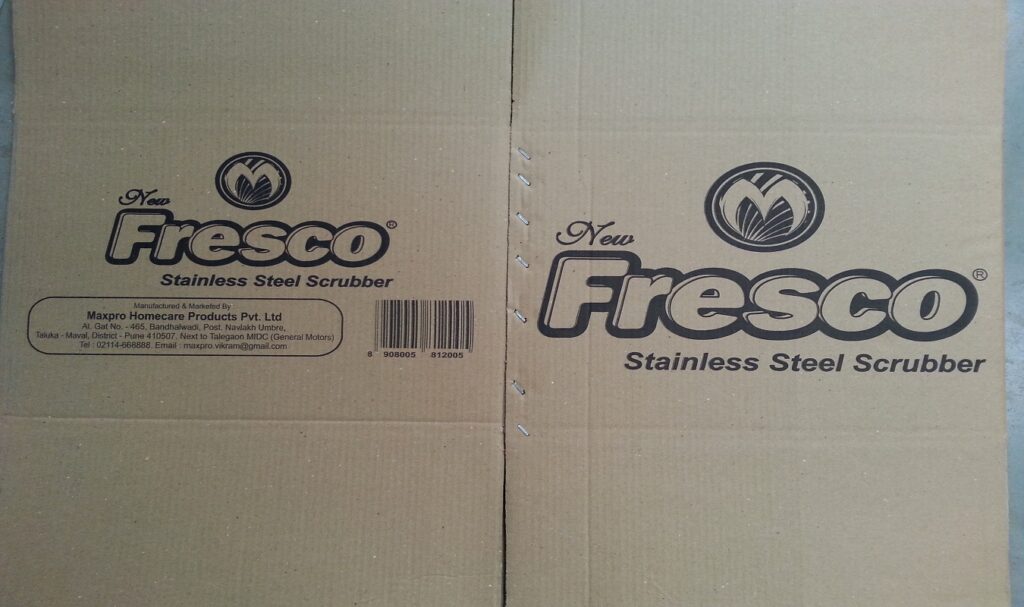 New
Fresco®
Stainless Steel Scrubber
Manufactured & Marketed By :
Maxpro Homecare Products Pvt. Ltd
Al. Gat No. - 465, Bandhalwadi, Post. Navlakh Umbre,
Taluka - Maval, District - Pune 410507. Next to Talegaon MIDC (General Motors)
Tel : 02114-666888. Email : maxpro.vikram@gmail.com
8 908005 812005
New
Fresco®
Stainless Steel Scrubber